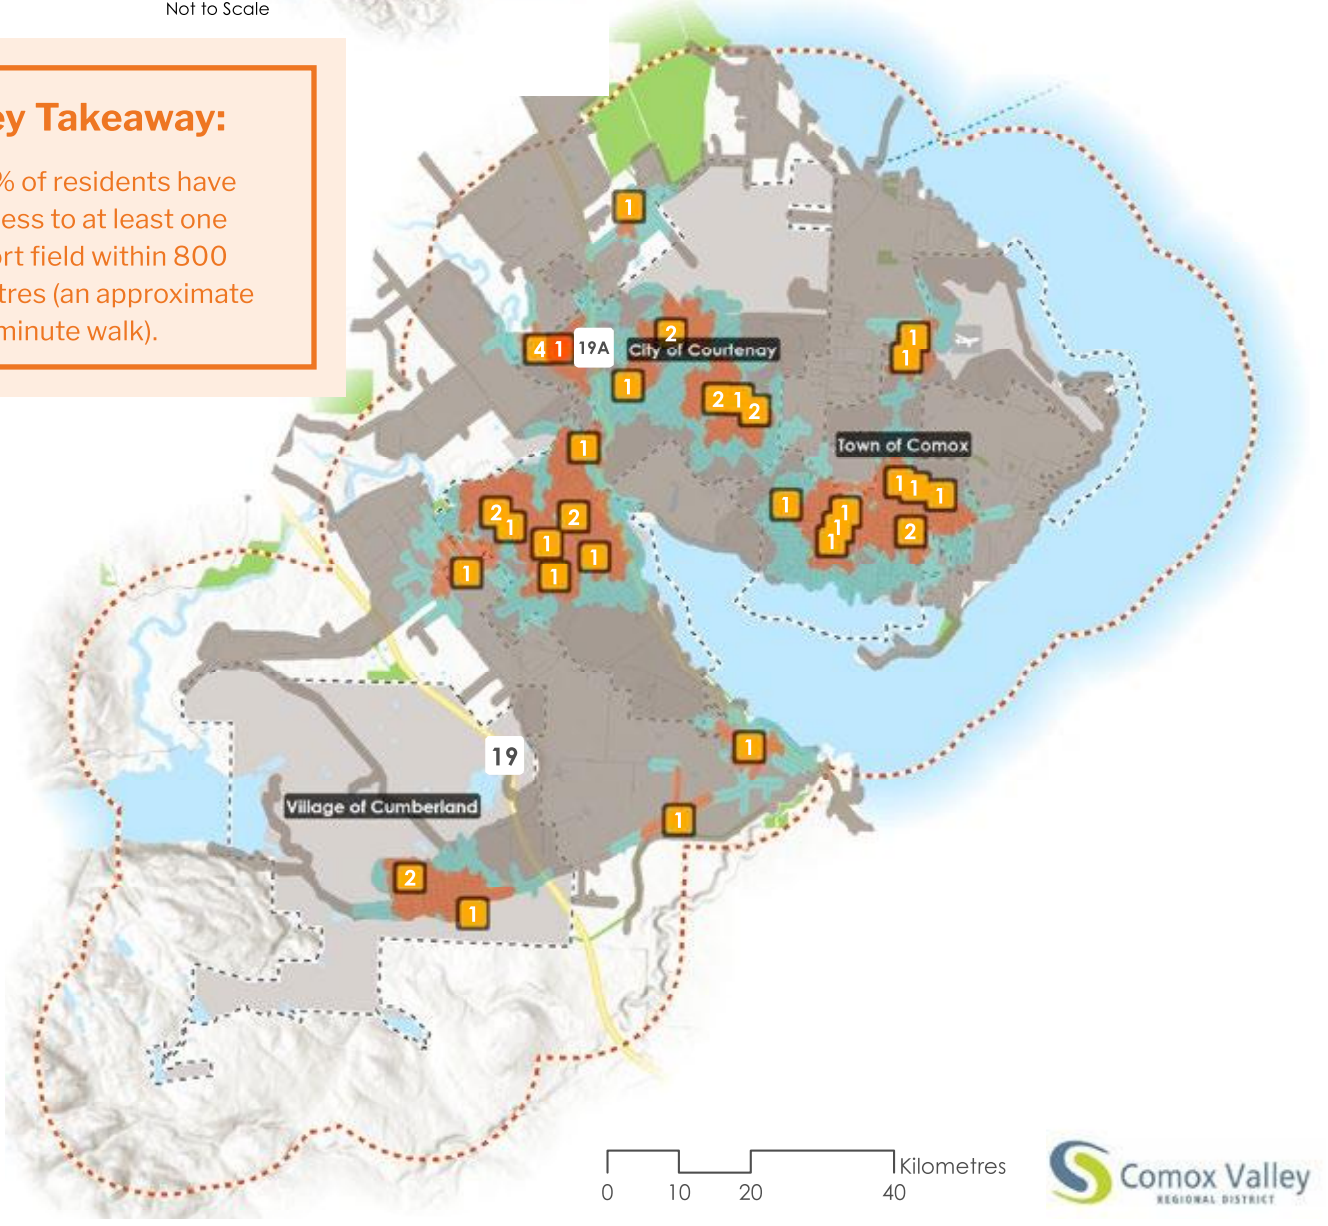 Not to Scale
ey Takeaway:
% of residents have
ess to at least one
rt field within 800
tres (an approximate
minute walk).
1
2
4 1 19A
City of Courtenay
1
1
1
2 1
2
1
Town of Comox
1
1
1
1
2
1
2
1
1
1
1
2
1
1
1
1
19
1
Village of Cumberland
1
2
1
Kilometres
0 10 20 40
Comox Valley
REGIONAL DISTRICT